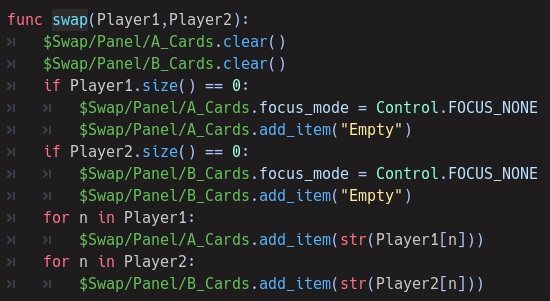 func swap(Player1,Player2):
	$Swap/Panel/A_Cards.clear()
	$Swap/Panel/B_Cards.clear()
	if Player1.size() == 0:
		$Swap/Panel/A_Cards.focus_mode = Control.FOCUS_NONE
		$Swap/Panel/A_Cards.add_item("Empty")
	if Player2.size() == 0:
		$Swap/Panel/B_Cards.focus_mode = Control.FOCUS_NONE
		$Swap/Panel/B_Cards.add_item("Empty")
	for n in Player1:
		$Swap/Panel/A_Cards.add_item(str(Player1[n]))
	for n in Player2:
		$Swap/Panel/B_Cards.add_item(str(Player2[n]))